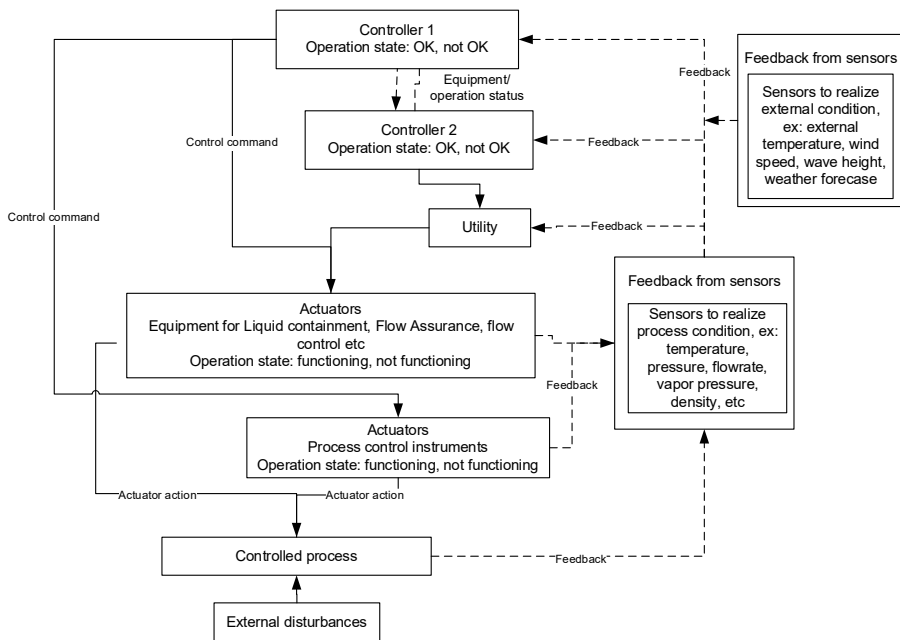 Controller 1
Operation state: OK, not OK
Feedback
Feedback from sensors
Equipment/
operation status
Sensors to realize
external condition,
ex: external
temperature, wind
speed, wave height,
weather forecase
Controller 2
Operation state: OK, not OK
Control command
Feedback
Control command
Utility
Feedback
Feedback from sensors
Actuators
Equipment for Liquid containment, Flow Assurance, flow
control etc
Operation state: functioning, not functioning
Sensors to realize
process condition, ex:
temperature,
pressure, flowrate,
vapor pressure,
density, etc
Feedback
Actuators
Process control instruments
Operation state: functioning, not functioning
Actuator action
Actuator action
Controlled process
Feedback
External disturbances